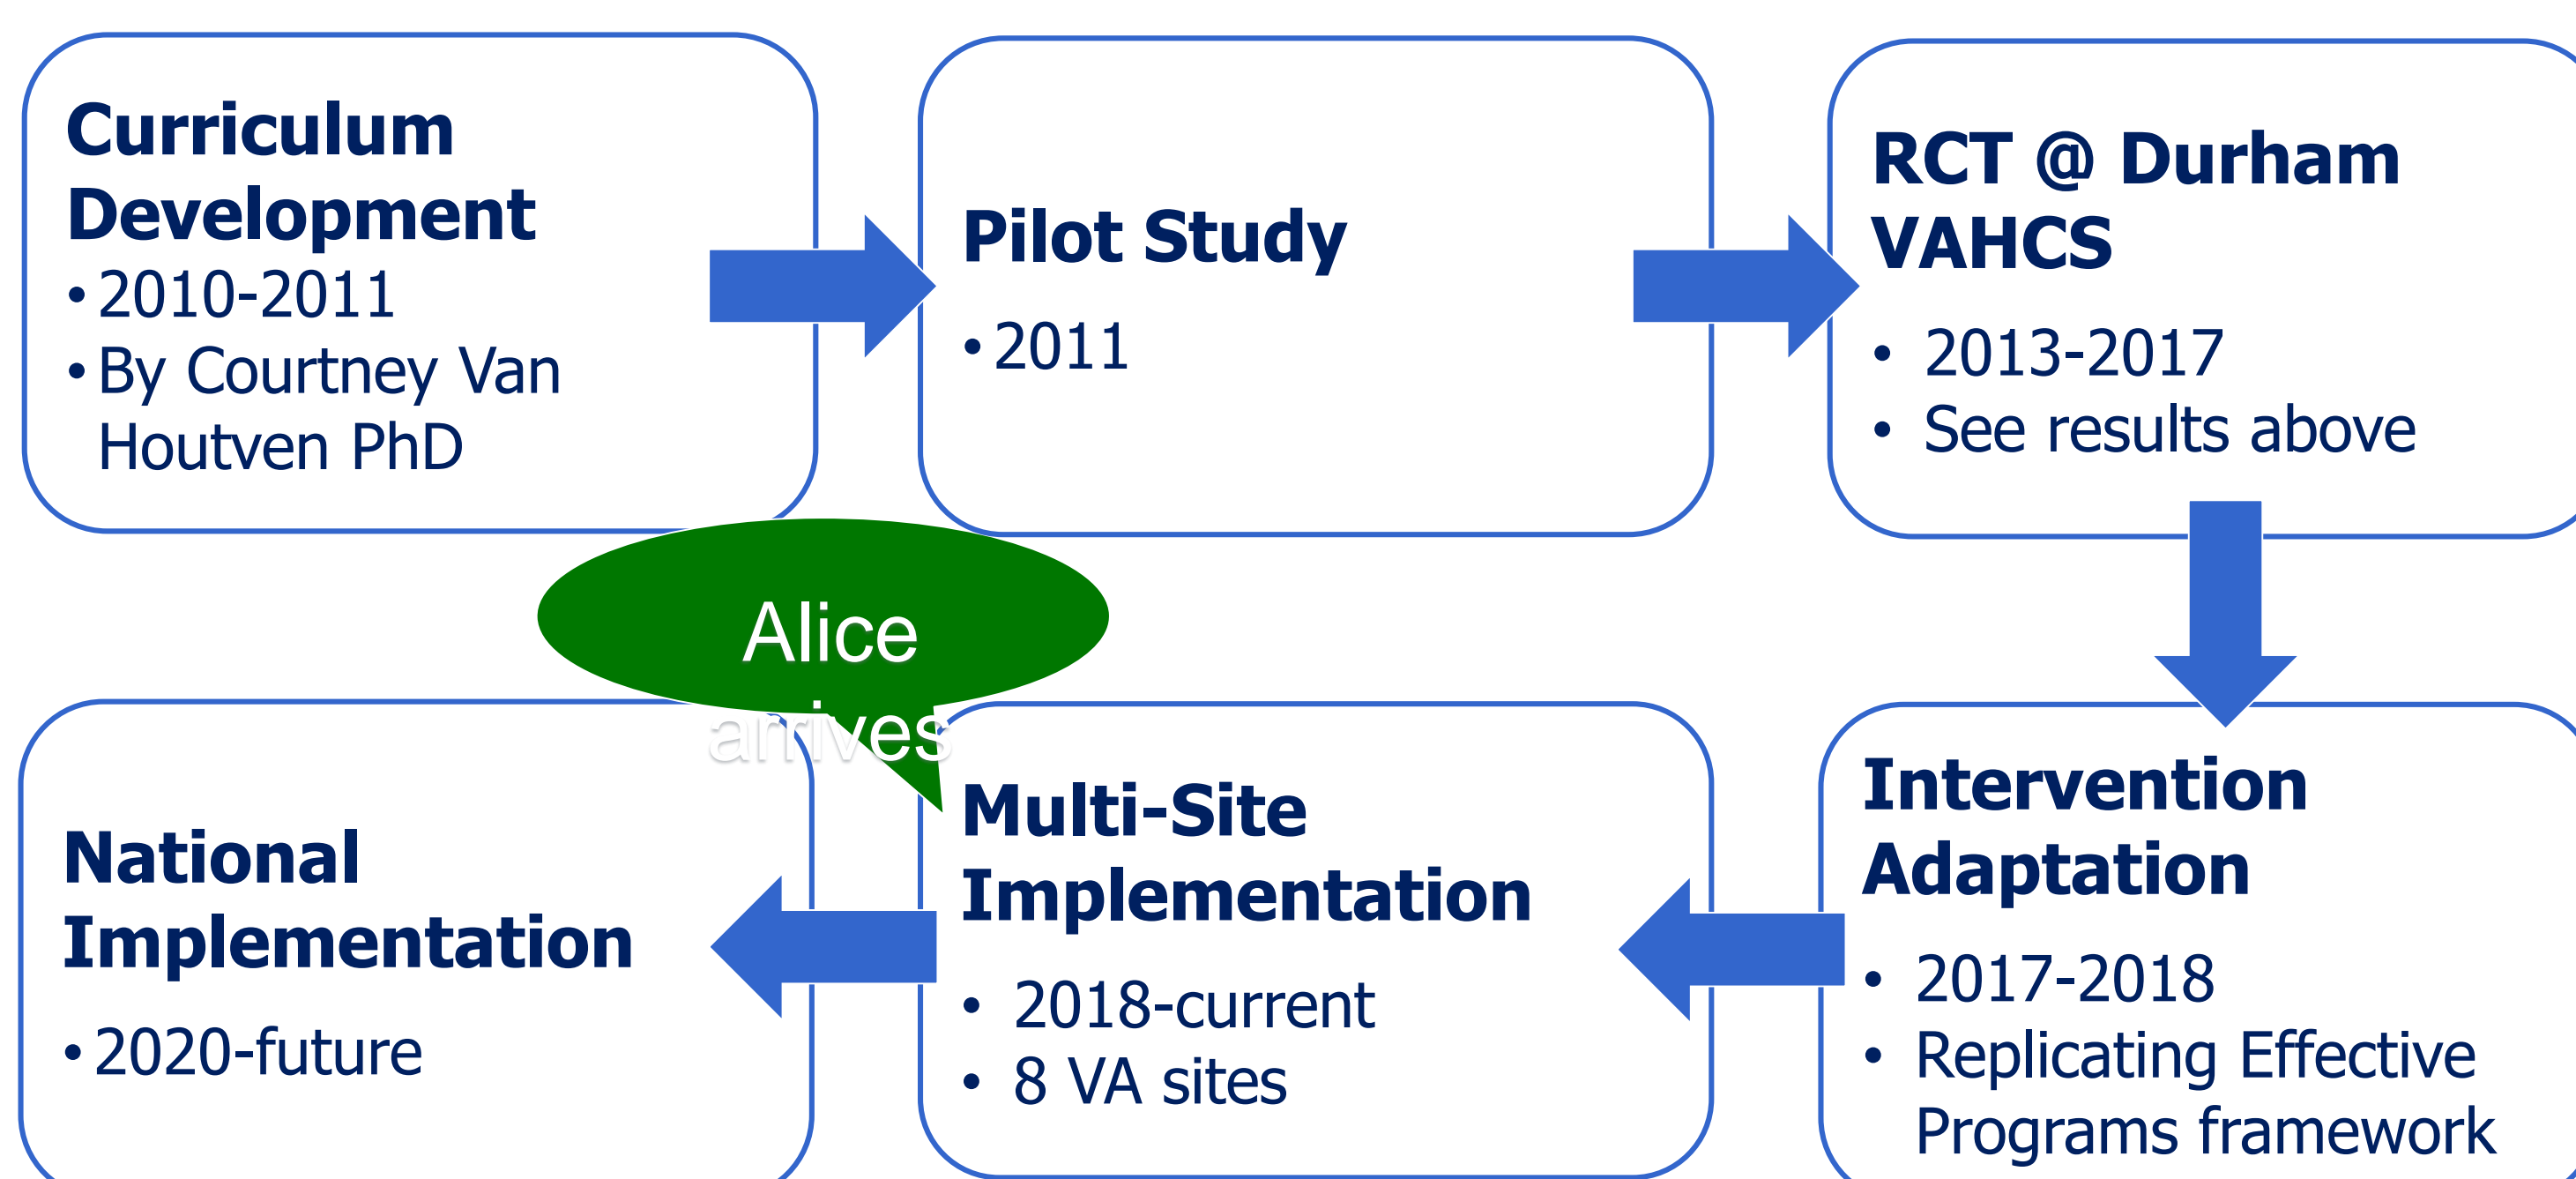 Curriculum
Development
• 2010-2011
• By Courtney Van
Houtven PhD
Pilot Study
• 2011
RCT @ Durham
VAHCS
• 2013-2017
• See results above
Intervention
Adaptation
• 2017-2018
• Replicating Effective
Programs framework
Alice
arrives
Multi-Site
Implementation
• 2018-current
• 8 VA sites
National
Implementation
• 2020-future